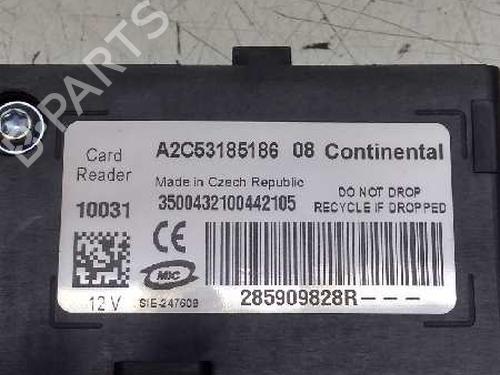 Card Reader
A2C53185186 08 Continental
Made in Czech Republic
10031
3500432100442105
DO NOT DROP
RECYCLE IF DROPPED
CE
MIC
12 V
SIE-247609
285909828R---